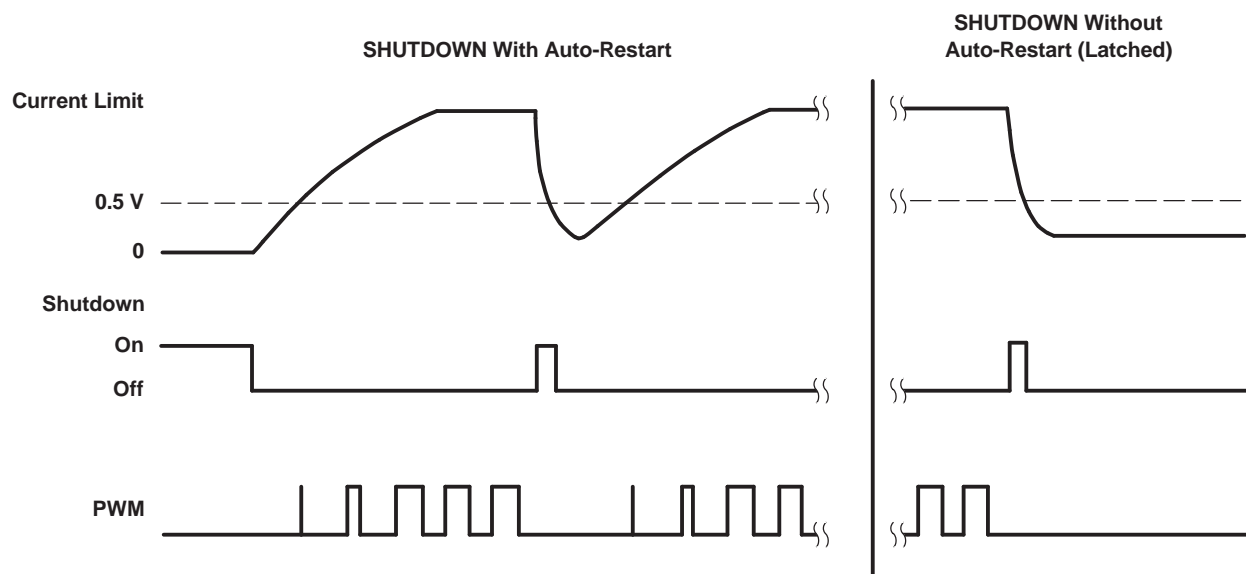 SHUTDOWN With Auto-Restart
SHUTDOWN Without
Auto-Restart (Latched)
Current Limit
0.5 V
0
Shutdown
On
Off
PWM